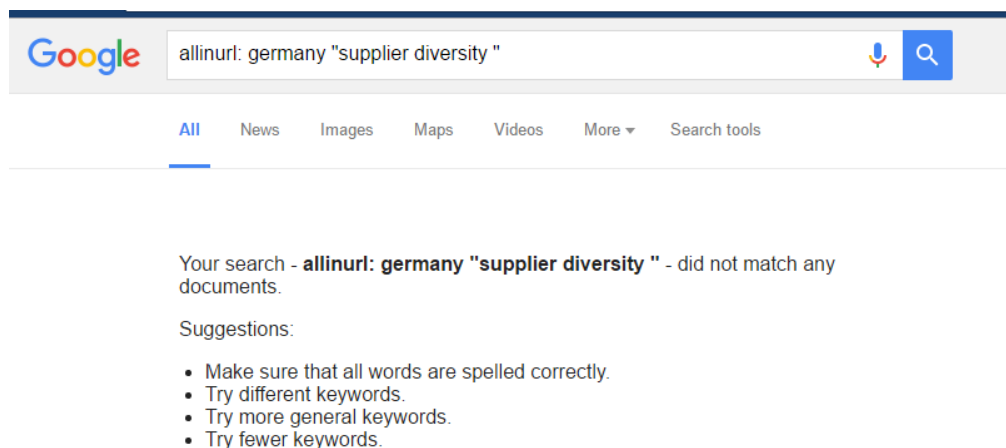 Google
allinurl: germany "supplier diversity "
All News Images Maps Videos More Search tools
Your search - allinurl: germany "supplier diversity " - did not match any
documents.
Suggestions:
• Make sure that all words are spelled correctly.
• Try different keywords.
• Try more general keywords.
• Try fewer keywords.